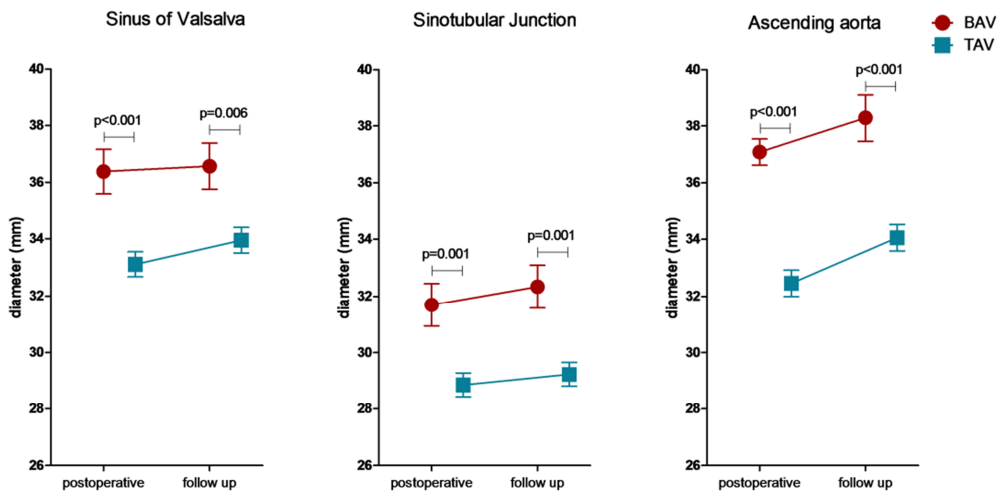 Sinus of Valsalva
diameter (mm)
40
38
36
34
32
30
28
26
p<0.001
p=0.006
postoperative
follow up
Sinotubular Junction
diameter (mm)
40
38
36
34
32
30
28
26
p=0.001
p=0.001
postoperative
follow up
Ascending aorta
diameter (mm)
40
38
36
34
32
30
28
26
p<0.001
p<0.001
postoperative
follow up
BAV
TAV